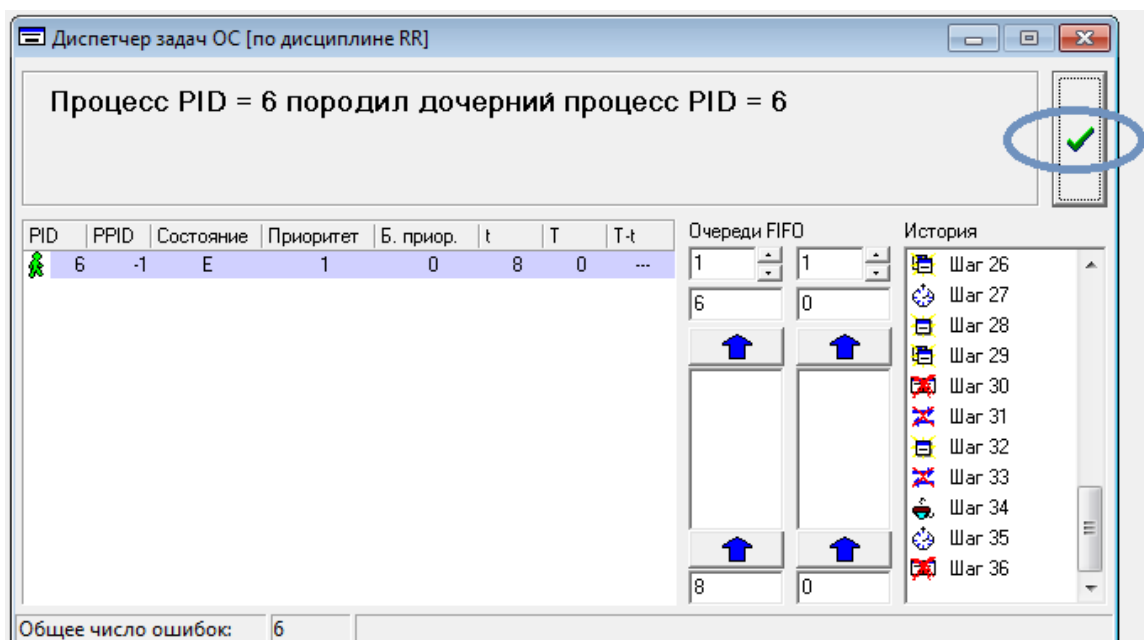 Диспетчер задач ОС [по дисциплине RR]
Процесс PID = 6 породил дочерний процесс PID = 6
PID PPID Состояние Приоритет Б. приор. t T T-t
6 -1 E 1 0 8 0 ---
Очереди FIFO
1 1
6 0
8 0
История
Шаг 26
Шаг 27
Шаг 28
Шаг 29
Шаг 30
Шаг 31
Шаг 32
Шаг 33
Шаг 34
Шаг 35
Шаг 36
Общее число ошибок: 6